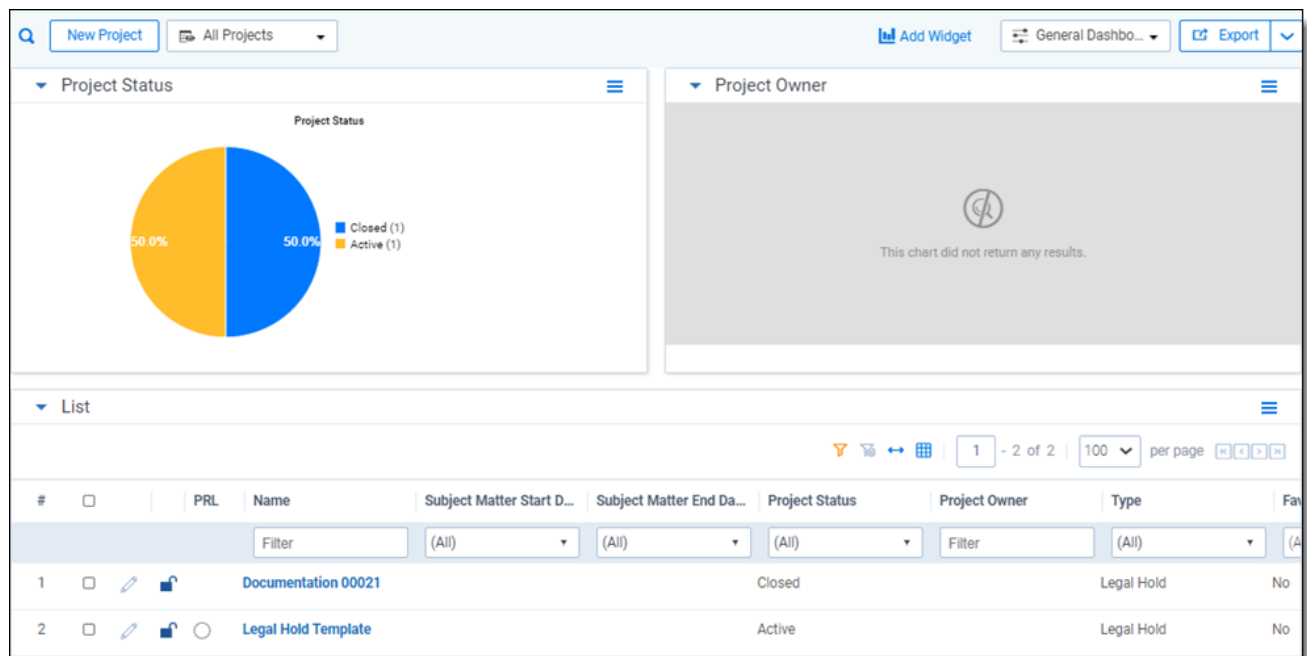 New Project All Projects Add Widget General Dashbo... Export
Project Status
Project Owner
Project Status
50.0% 50.0%
Closed (1)
Active (1)
This chart did not return any results.
List
1 - 2 of 2 100 per page
# PRL Name Subject Matter Start D... Subject Matter End Da... Project Status Project Owner Type Fav
Filter (All) (All) (All) Filter (All) (A
1 Documentation 00021 Closed Legal Hold No
2 Legal Hold Template Active Legal Hold No